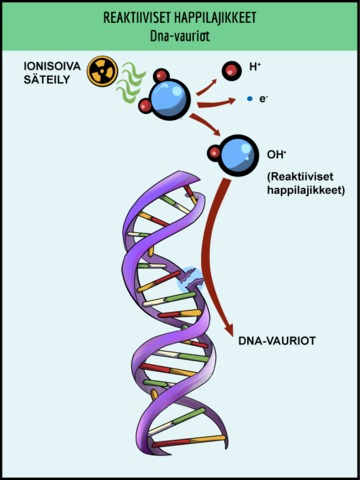 REAKTIIVISET HAPPILAJIKKEET
Dna-vauriot
IONISOIVA
SÄTEILY
H⁺
e⁻
OH•
(Reaktiiviset
happilajikkeet)
DNA-VAURIOT